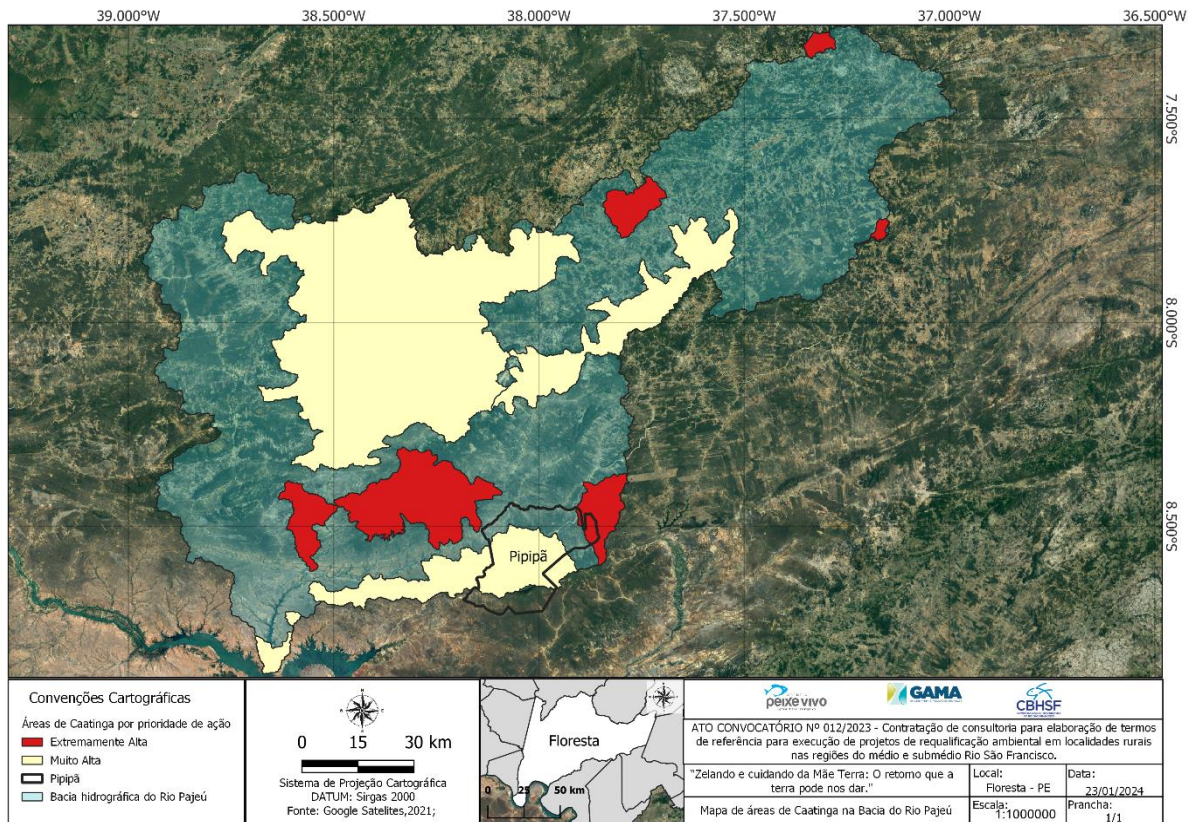 39.000°W 38.500°W 38.000°W 37.500°W 37.000°W 36.500°W
7.500°S
8.000°S
8.500°S
Pipipã
Convenções Cartográficas
Áreas de Caatinga por prioridade de ação
Extremamente Alta
Muito Alta
Pipipã
Bacia hidrográfica do Rio Pajeú
N
0 15 30 km
Sistema de Projeção Cartográfica
DATUM: Sirgas 2000
Fonte: Google Satelites,2021;
Floresta
0 25 50 km
peixe vivo
GAMA
CBHSF
ATO CONVOCATÓRIO Nº 012/2023 - Contratação de consultoria para elaboração de termos
de referência para execução de projetos de requalificação ambiental em localidades rurais
nas regiões do médio e submédio Rio São Francisco.
"Zelando e cuidando da Mãe Terra: O retorno que a
terra pode nos dar."
Local:
Floresta - PE
Data:
23/01/2024
Mapa de áreas de Caatinga na Bacia do Rio Pajeú
Escala:
1:1000000
Prancha:
1/1